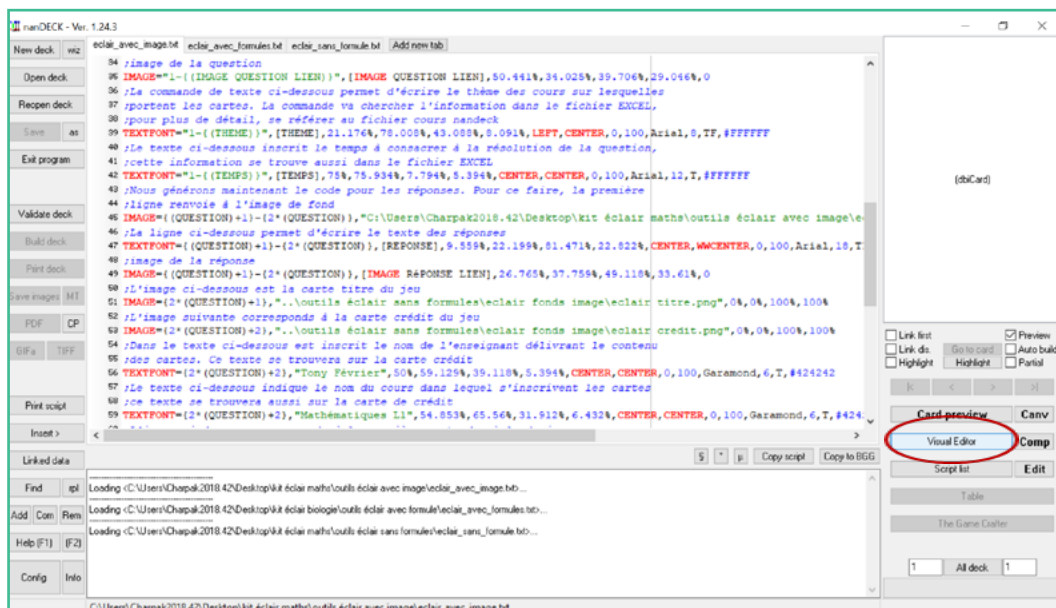 nanDECK - Ver. 1.24.3
New deck wiz
Open deck
Reopen deck
Save as
Exit program
Validate deck
Build deck
Print deck
Save images MT
PDF CP
GIFa TIFF
Print script
Insert >
Linked data
Find rpl
Add Com Rem
Help (F1) (F2)
Config Info
eclair_avec_image.txt eclair_avec_formules.txt eclair_sans_formule.txt Add new tab
34 ;image de la question
35 IMAGE="1-{(IMAGE QUESTION LIEN)}",[IMAGE QUESTION LIEN],50.441%,34.025%,39.706%,29.046%,0
36 ;La commande de texte ci-dessous permet d'écrire le thème des cours sur lesquelles
37 ;portent les cartes. La commande va chercher l'information dans le fichier EXCEL,
38 ;pour plus de détail, se référer au fichier cours nandeck
39 TEXTFONT="1-{(THEME)}",[THEME],21.176%,78.008%,43.088%,8.091%,LEFT,CENTER,0,100,Arial,8,TF,#FFFFFF
40 ;Le texte ci-dessous inscrit le temps à consacrer à la résolution de la question,
41 ;cette information se trouve aussi dans le fichier EXCEL
42 TEXTFONT="1-{(TEMPS)}",[TEMPS],75%,75.934%,7.794%,5.394%,CENTER,CENTER,0,100,Arial,12,T,#FFFFFF
43 ;Nous générons maintenant le code pour les réponses. Pour ce faire, la première
44 ;ligne renvoie à l'image de fond
45 IMAGE={(QUESTION)+1}-{2*(QUESTION)},"C:\Users\Charpak2018.42\Desktop\kit éclair maths\outils éclair avec image\e
46 ;La ligne ci-dessous permet d'écrire le texte des réponses
47 TEXTFONT={(QUESTION)+1}-{2*(QUESTION)},[REPONSE],9.559%,22.199%,81.471%,22.822%,CENTER,WWCENTER,0,100,Arial,18,T
48 ;image de la réponse
49 IMAGE={(QUESTION)+1}-{2*(QUESTION)},[IMAGE RéPONSE LIEN],26.765%,37.759%,49.118%,33.61%,0
50 ;L'image ci-dessous est la carte titre du jeu
51 IMAGE={2*(QUESTION)+1},"..\outils éclair sans formules\eclair fonds image\eclair titre.png",0%,0%,100%,100%
52 ;L'image suivante corresponds à la carte crédit du jeu
53 IMAGE={2*(QUESTION)+2},"..\outils éclair sans formules\eclair fonds image\eclair credit.png",0%,0%,100%,100%
54 ;Dans le texte ci-dessous est inscrit le nom de l'enseignant délivrant le contenu
55 ;des cartes. Ce texte se trouvera sur la carte crédit
56 TEXTFONT={2*(QUESTION)+2},"Tony Février",50%,59.129%,39.118%,5.394%,CENTER,CENTER,0,100,Garamond,6,T,#424242
57 ;Le texte ci-dessous indique le nom du cours dans lequel s'inscrivent les cartes
58 ;ce texte se trouvera aussi sur la carte de crédit
59 TEXTFONT={2*(QUESTION)+2},"Mathématiques L1",54.853%,65.56%,31.912%,6.432%,CENTER,CENTER,0,100,Garamond,6,T,#424
§ " µ Copy script Copy to BGG
Loading <C:\Users\Charpak2018.42\Desktop\kit éclair maths\outils éclair avec image\eclair_avec_image.txt>...
Loading <C:\Users\Charpak2018.42\Desktop\kit éclair biologie\outils éclair avec formule\eclair_avec_formules.txt>...
Loading <C:\Users\Charpak2018.42\Desktop\kit éclair maths\outils éclair sans formules\eclair_sans_formule.txt>...
C:\Users\Charpak2018.42\Desktop\kit éclair maths\outils éclair avec image\eclair_avec_image.txt
(dbiCard)
Link first Preview
Link dis. Go to card Auto build
Highlight Highlight Partial
|< < > >|
Card preview Canv
Visual Editor Comp
Script list Edit
Table
The Game Crafter
1 All deck 1